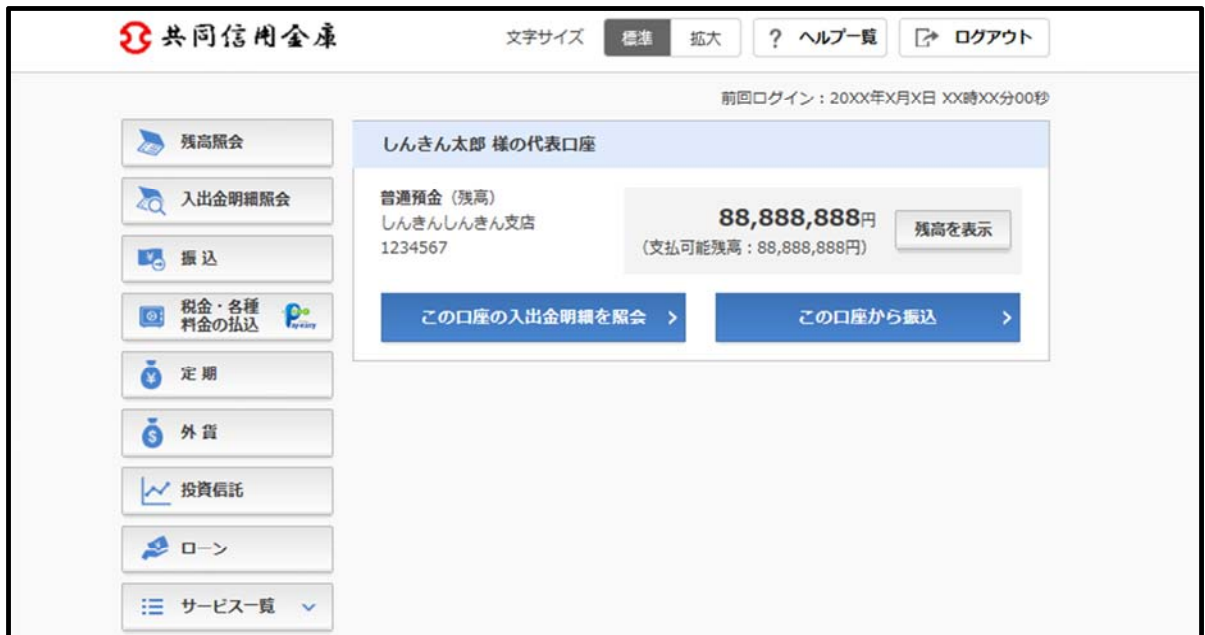 共同信用金庫
文字サイズ 標準 拡大 ? ヘルプ一覧 ログアウト
前回ログイン：20XX年X月X日 XX時XX分00秒
残高照会
入出金明細照会
振込
税金・各種
料金の払込
Pay-easy
定期
外貨
投資信託
ローン
サービス一覧
しんきん太郎 様の代表口座
普通預金（残高）
しんきんしんきん支店
1234567
88,888,888円
（支払可能残高：88,888,888円）
残高を表示
この口座の入出金明細を照会
この口座から振込